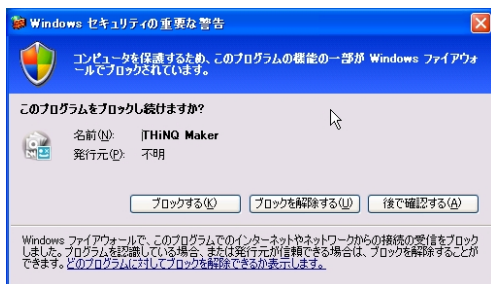 Windows セキュリティの重要な警告
コンピュータを保護するため、このプログラムの機能の一部が Windows ファイアウォ
ールでブロックされています。
このプログラムをブロックし続けますか?
名前(N): THiNQ Maker
発行元(P): 不明
ブロックする(K) ブロックを解除する(U) 後で確認する(A)
Windows ファイアウォールで、このプログラムでのインターネットやネットワークからの接続の受信をブロック
しました。プログラムを認識している場合、または発行元が信頼できる場合は、ブロックを解除することが
できます。どのプログラムに対してブロックを解除できるか表示します。